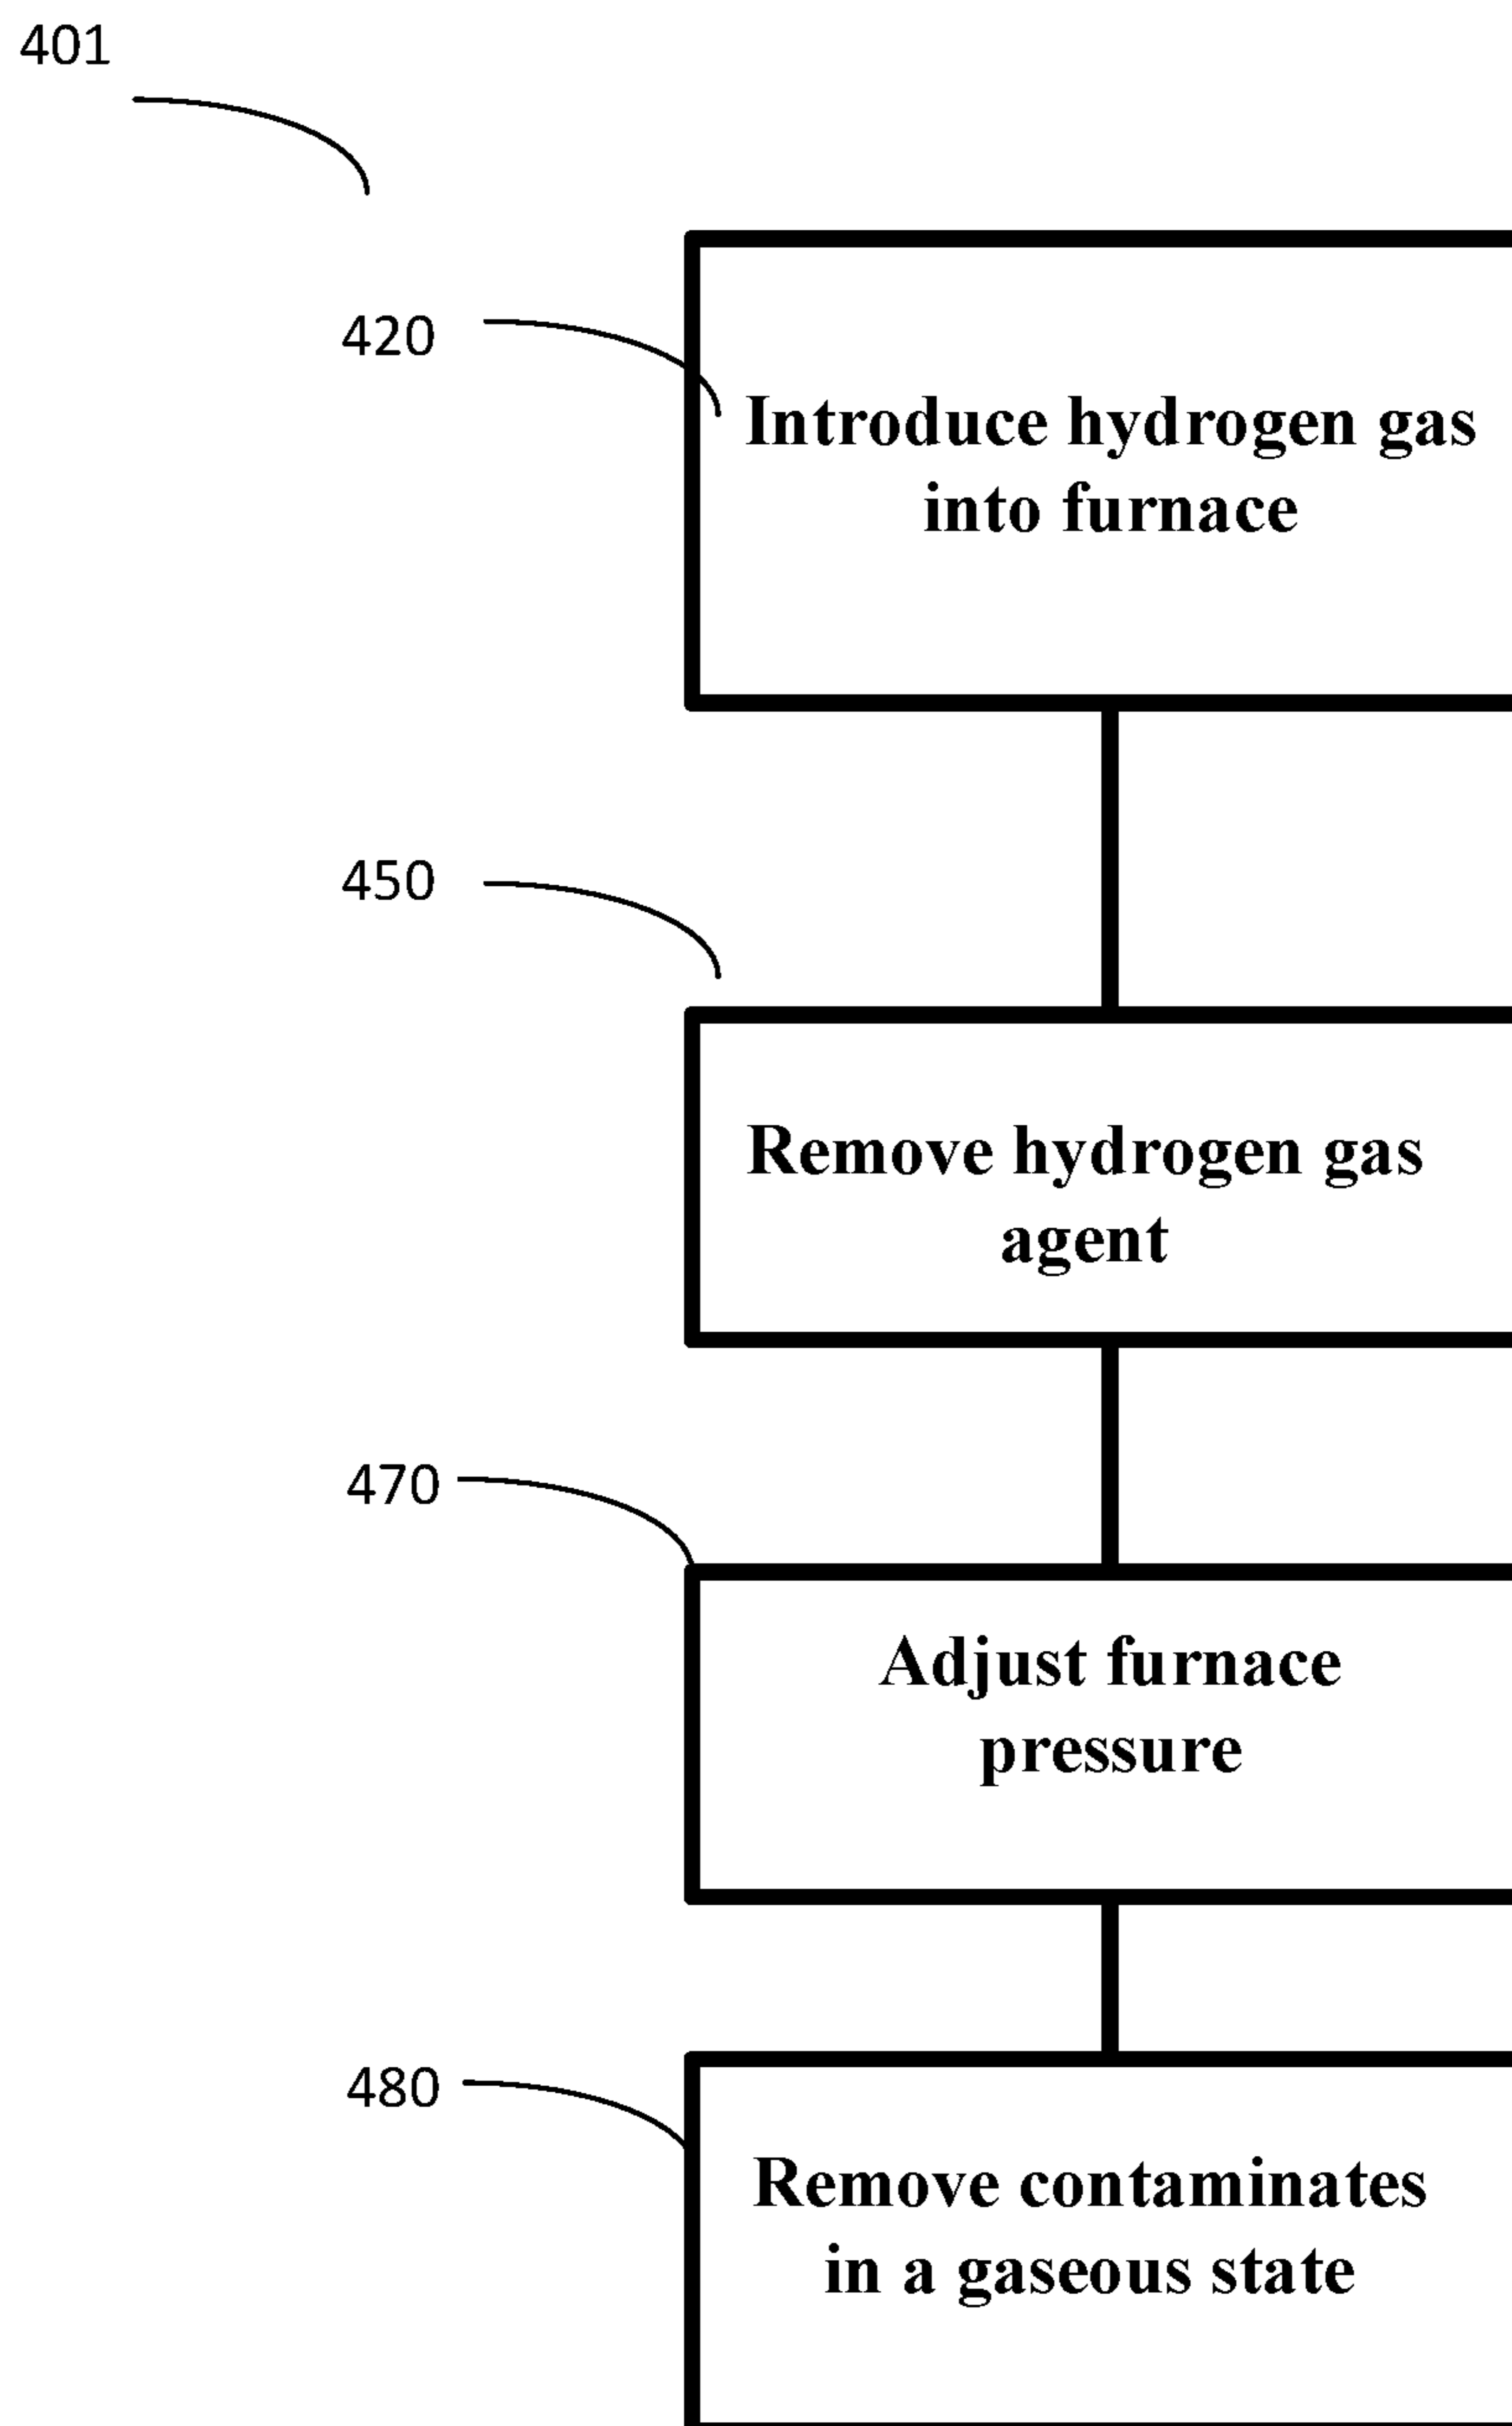 401
420
Introduce hydrogen gas
into furnace
450
Remove hydrogen gas
agent
470
Adjust furnace
pressure
480
Remove contaminates
in a gaseous state